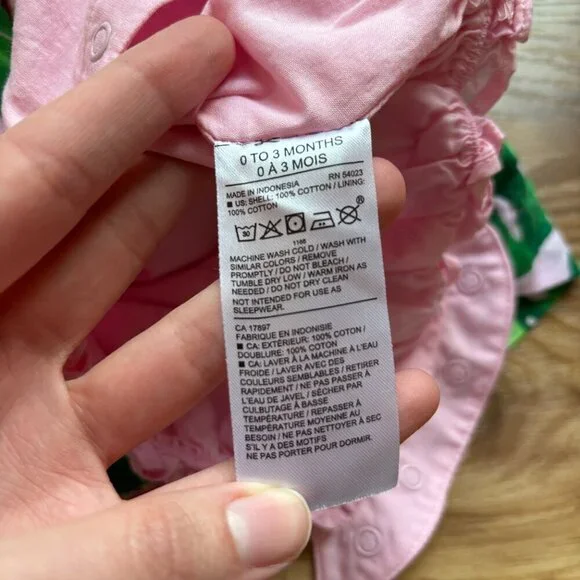 0 TO 3 MONTHS
0 À 3 MOIS
MADE IN INDONESIA RN 54023
■ US: SHELL: 100% COTTON / LINING:
100% COTTON
30
1166
MACHINE WASH COLD / WASH WITH
SIMILAR COLORS / REMOVE
PROMPTLY / DO NOT BLEACH /
TUMBLE DRY LOW / WARM IRON AS
NEEDED / DO NOT DRY CLEAN
NOT INTENDED FOR USE AS
SLEEPWEAR.
CA 17897
FABRIQUE EN INDONISIE
■ CA: EXTÉRIEUR: 100% COTON /
DOUBLURE: 100% COTON
■ CA: LAVER À LA MACHINE À L'EAU
FROIDE / LAVER AVEC DES
COULEURS SEMBLABLES / RETIRER
RAPIDEMENT / NE PAS PASSER À
L'EAU DE JAVEL / SÉCHER PAR
CULBUTAGE À BASSE
TEMPÉRATURE / REPASSER À
TEMPÉRATURE MOYENNE AU
BESOIN / NE PAS NETTOYER À SEC
S'IL Y A DES MOTIFS
NE PAS PORTER POUR DORMIR.